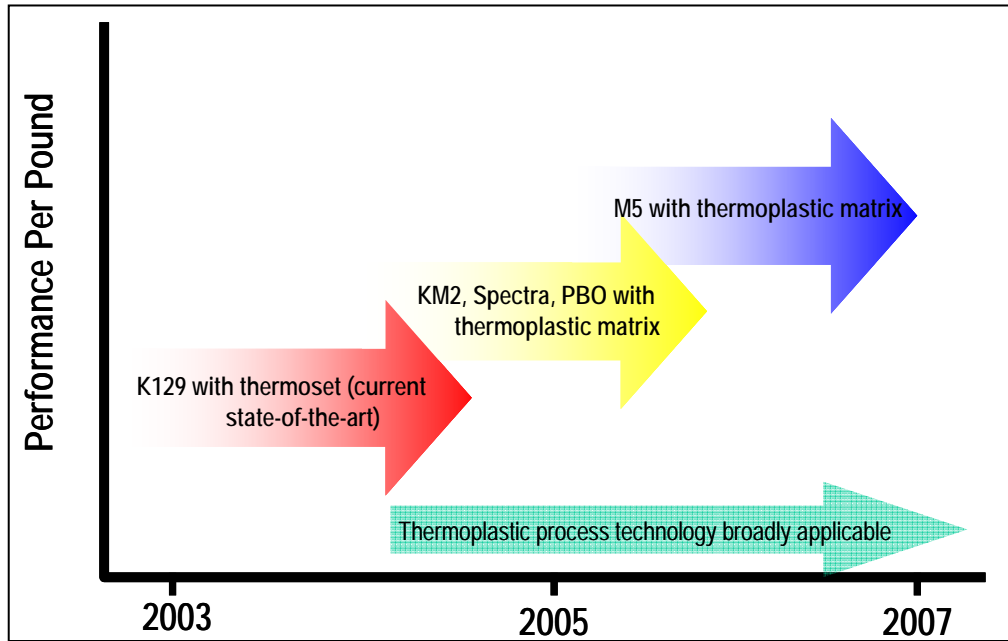 Performance Per Pound
M5 with thermoplastic matrix
KM2, Spectra, PBO with
thermoplastic matrix
K129 with thermoset (current
state-of-the-art)
Thermoplastic process technology broadly applicable
2003
2005
2007